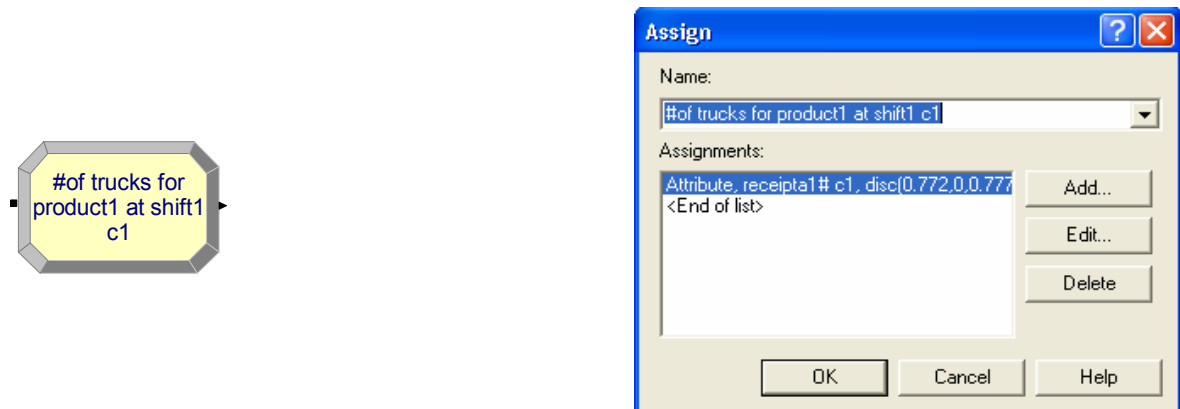 #of trucks for
product1 at shift1
c1
Assign
?
Name:
#of trucks for product1 at shift1 c1
Assignments:
Attribute, receipta1# c1, disc(0.772,0,0.777
<End of list>
Add...
Edit...
Delete
OK
Cancel
Help